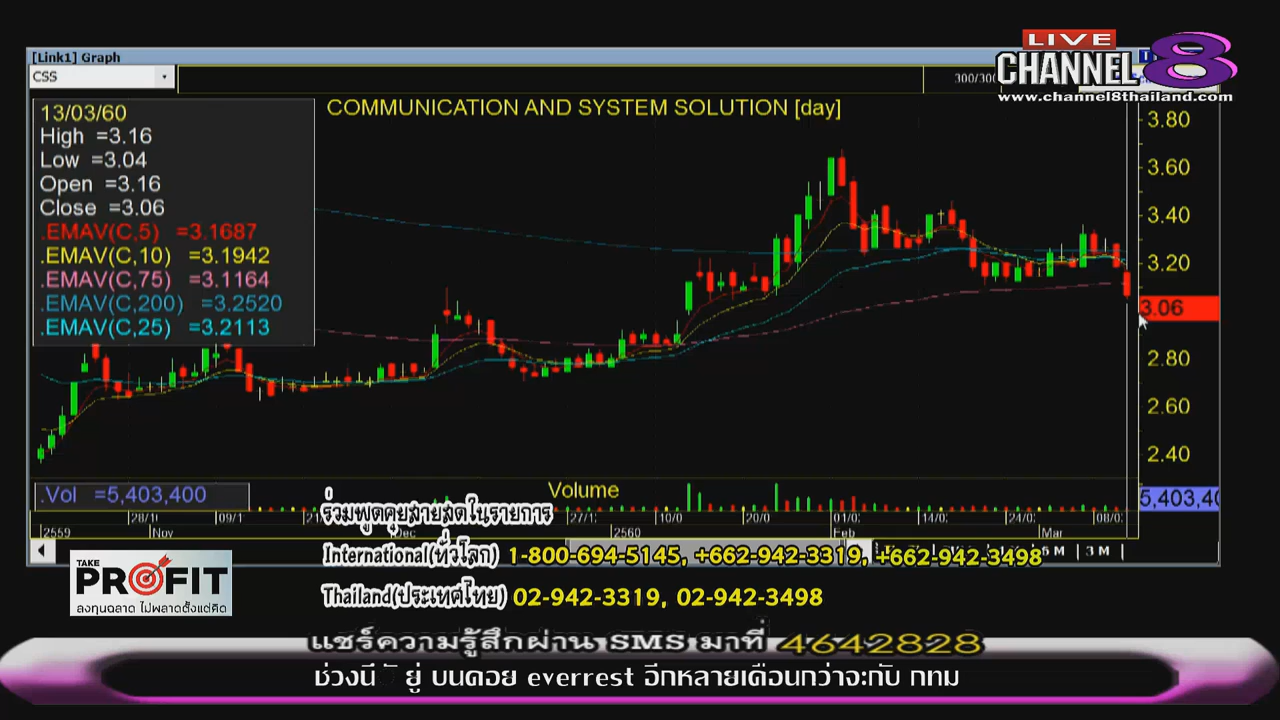 [Link1] Graph
LIVE
CHANNEL 8
www.channel8thailand.com
CSS
13/03/60
High =3.16
Low =3.04
Open =3.16
Close =3.06
.EMAV(C,5) =3.1687
.EMAV(C,10) =3.1942
.EMAV(C,75) =3.1164
.EMAV(C,200) =3.2520
.EMAV(C,25) =3.2113
COMMUNICATION AND SYSTEM SOLUTION [day]
3.80
3.60
3.40
3.20
3.06
2.80
2.60
2.40
.Vol =5,403,400
Volume
2559
Nov
Dec
2560
Feb
Mar
3 M
ร่วมพูดคุยสายสดในรายการ
International(ทั่วโลก) 1-800-694-5145, +662-942-3319, +662-942-3498
Thailand(ประเทศไทย) 02-942-3319, 02-942-3498
TAKE
PROFIT
ลงทุนฉลาด ไม่พลาดตั้งแต่คิด
แชร์ความรู้สึกผ่าน SMS มาที่ 4642828
บนดอย everrest อีกหลายเดือนกว่าจะกับ กทม